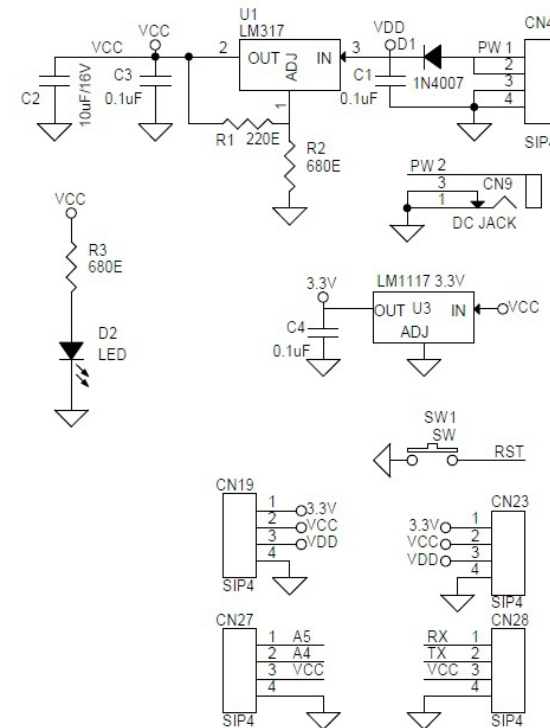 U1
LM317
VCC
VCC
2
OUT
ADJ
IN
3
VDD
D1
1N4007
PW 1
2
3
4
CN4
SIP4
C2
10uF/16V
C3
0.1uF
C1
0.1uF
1
R1
220E
R2
680E
PW 2
3
1
CN9
DC JACK
VCC
R3
680E
D2
LED
3.3V
LM1117 3.3V
OUT
U3
IN
ADJ
VCC
C4
0.1uF
SW1
SW
RST
CN19
1
2
3
4
3.3V
VCC
VDD
SIP4
CN23
3.3V
VCC
VDD
1
2
3
4
SIP4
CN27
1
2
3
4
A5
A4
VCC
SIP4
CN28
RX
TX
VCC
1
2
3
4
SIP4